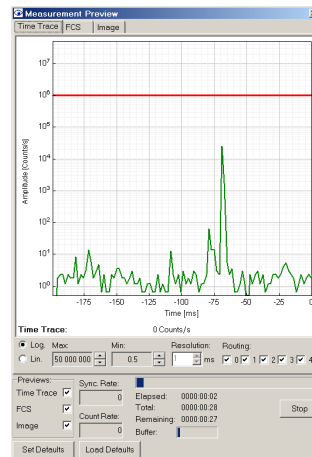 Measurement Preview
Time Trace FCS Image
Amplitude [Counts/s]
10⁷
10⁶
10⁵
10⁴
10³
10²
10¹
10⁰
-175 -150 -125 -100 -75 -50 -25 0
Time [ms]
Time Trace: 0 Counts/s
Log. Max: Min: Resolution: Routing:
Lin. 50 000 000 0.5 1 ms 0 1 2 3 4
Previews:
Time Trace
FCS
Image
Sync. Rate:
0
Count Rate:
0
Elapsed: 0000:00:02
Total: 0000:00:28
Remaining: 0000:00:27
Buffer:
Stop
Set Defaults Load Defaults